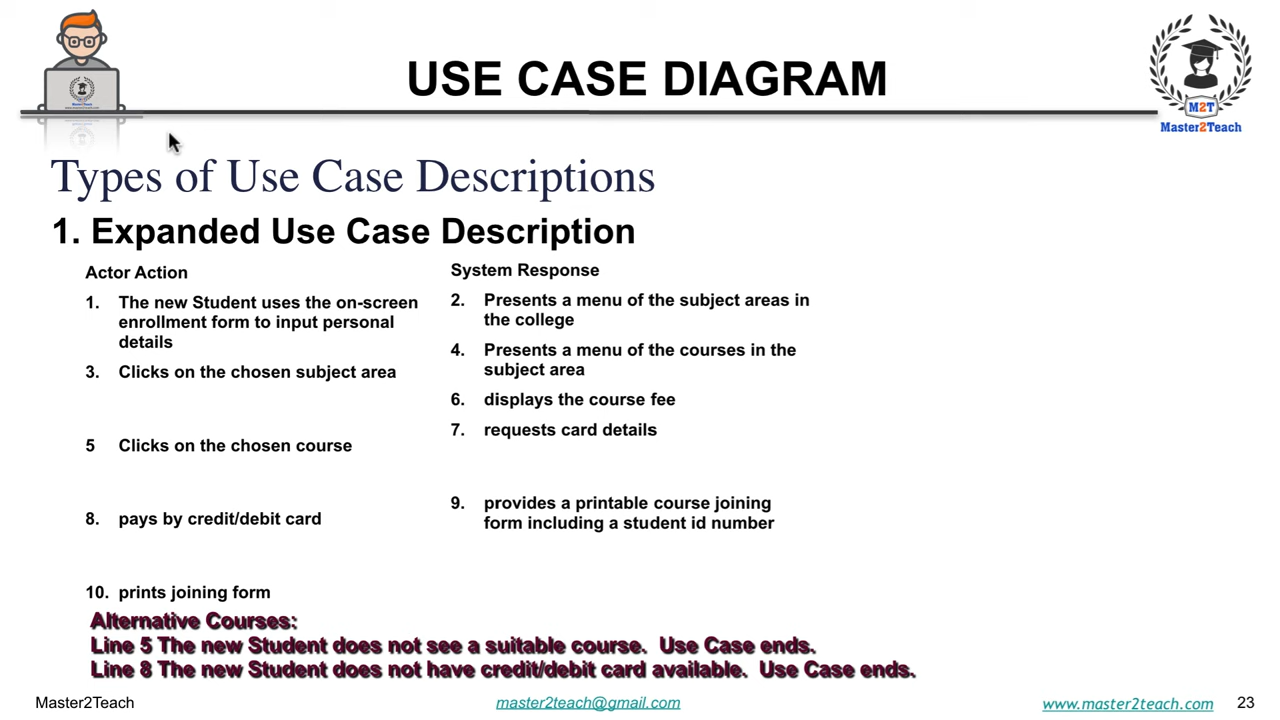 USE CASE DIAGRAM
M2T
Master2Teach
Types of Use Case Descriptions
1. Expanded Use Case Description
Actor Action
1. The new Student uses the on-screen
enrollment form to input personal
details
3. Clicks on the chosen subject area
5 Clicks on the chosen course
8. pays by credit/debit card
10. prints joining form
System Response
2. Presents a menu of the subject areas in
the college
4. Presents a menu of the courses in the
subject area
6. displays the course fee
7. requests card details
9. provides a printable course joining
form including a student id number
Alternative Courses:
Line 5 The new Student does not see a suitable course. Use Case ends.
Line 8 The new Student does not have credit/debit card available. Use Case ends.
Master2Teach
master2teach@gmail.com
www.master2teach.com
23